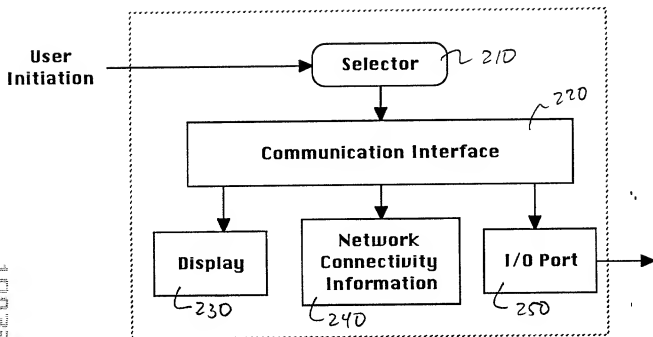 User
Initiation
Selector
210
220
Communication Interface
Display
Network
Connectivity
Information
I/O Port
230
240
250